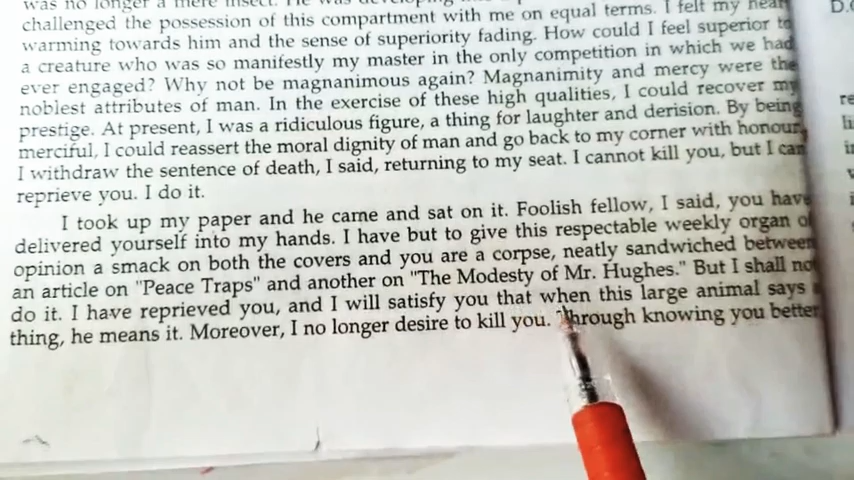 was no longer a mere insect. He was developing into a
challenged the possession of this compartment with me on equal terms. I felt my heart
warming towards him and the sense of superiority fading. How could I feel superior to
a creature who was so manifestly my master in the only competition in which we had
ever engaged? Why not be magnanimous again? Magnanimity and mercy were the
noblest attributes of man. In the exercise of these high qualities, I could recover my
prestige. At present, I was a ridiculous figure, a thing for laughter and derision. By being
merciful, I could reassert the moral dignity of man and go back to my corner with honour,
I withdraw the sentence of death, I said, returning to my seat. I cannot kill you, but I can
reprieve you. I do it.
I took up my paper and he came and sat on it. Foolish fellow, I said, you have
delivered yourself into my hands. I have but to give this respectable weekly organ of
opinion a smack on both the covers and you are a corpse, neatly sandwiched between
an article on "Peace Traps" and another on "The Modesty of Mr. Hughes." But I shall not
do it. I have reprieved you, and I will satisfy you that when this large animal says a
thing, he means it. Moreover, I no longer desire to kill you. Through knowing you better